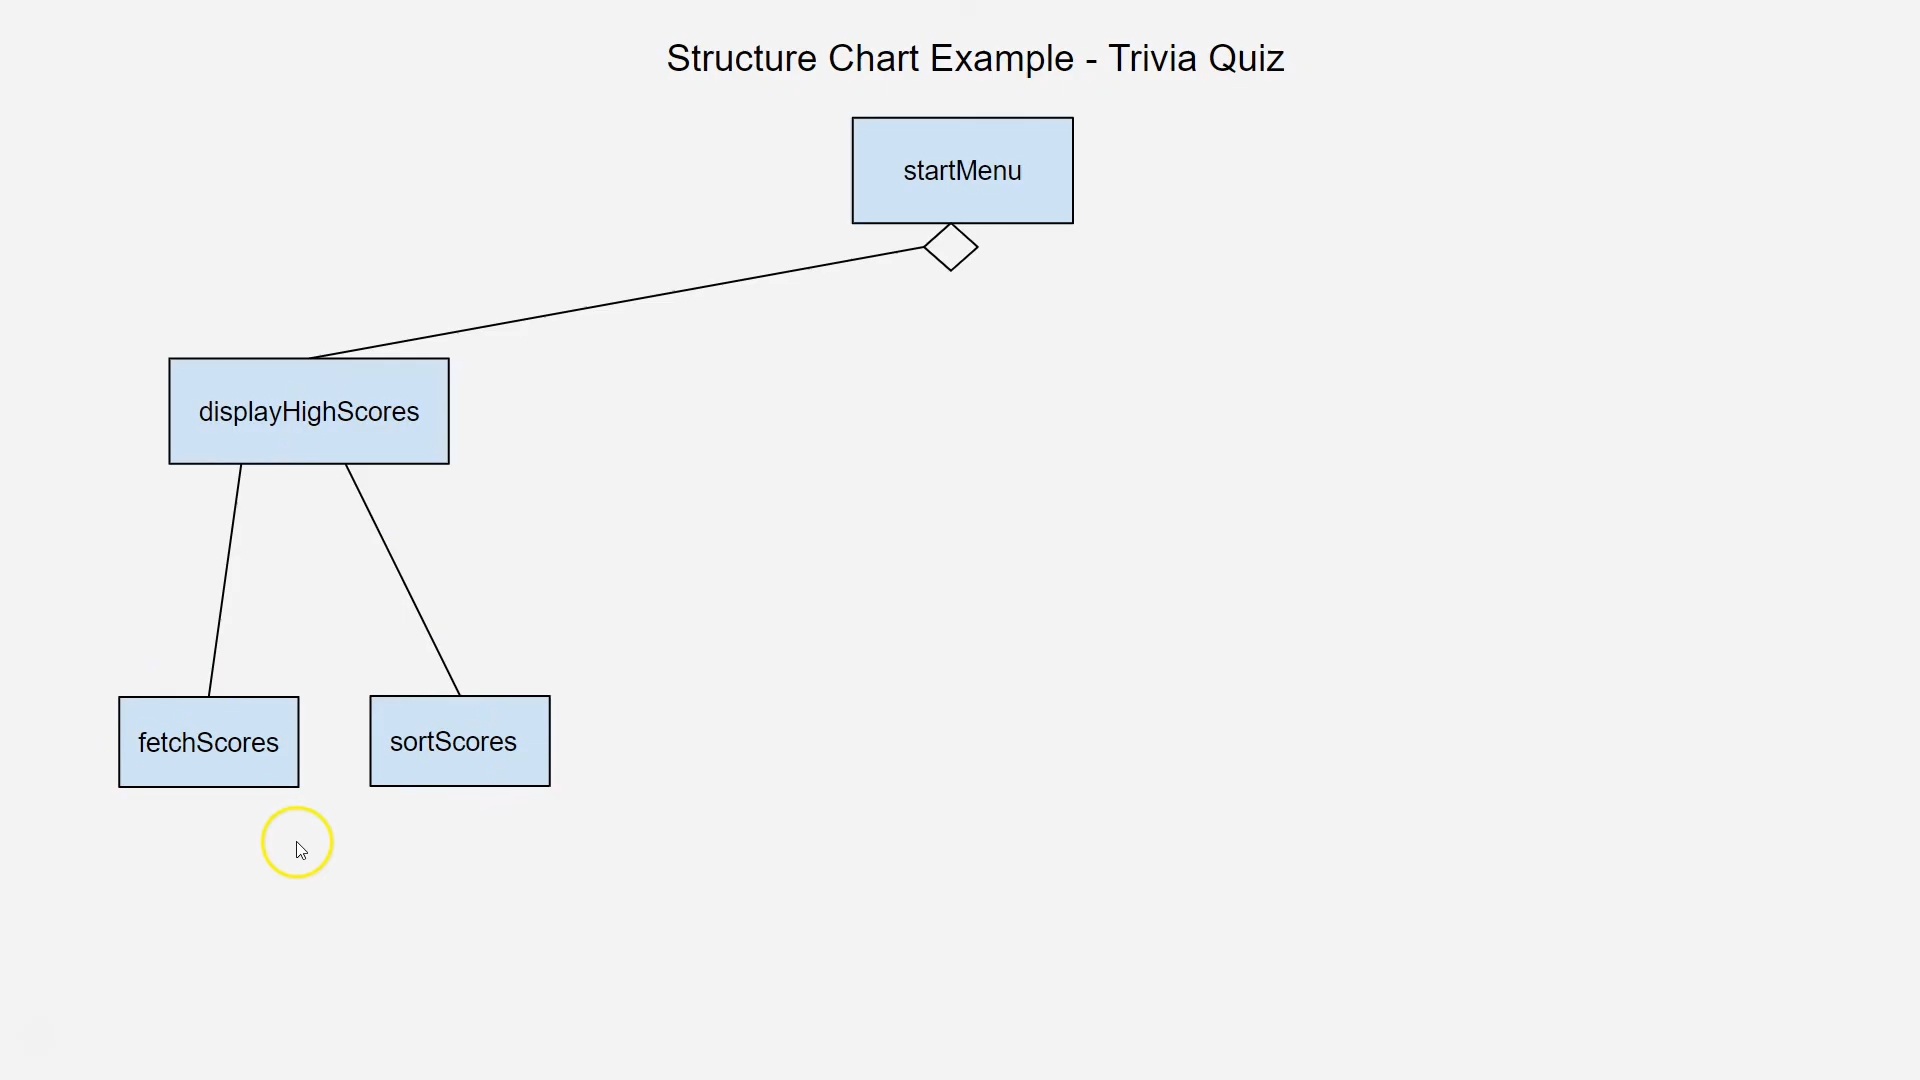 Structure Chart Example - Trivia Quiz
startMenu
displayHighScores
fetchScores
sortScores